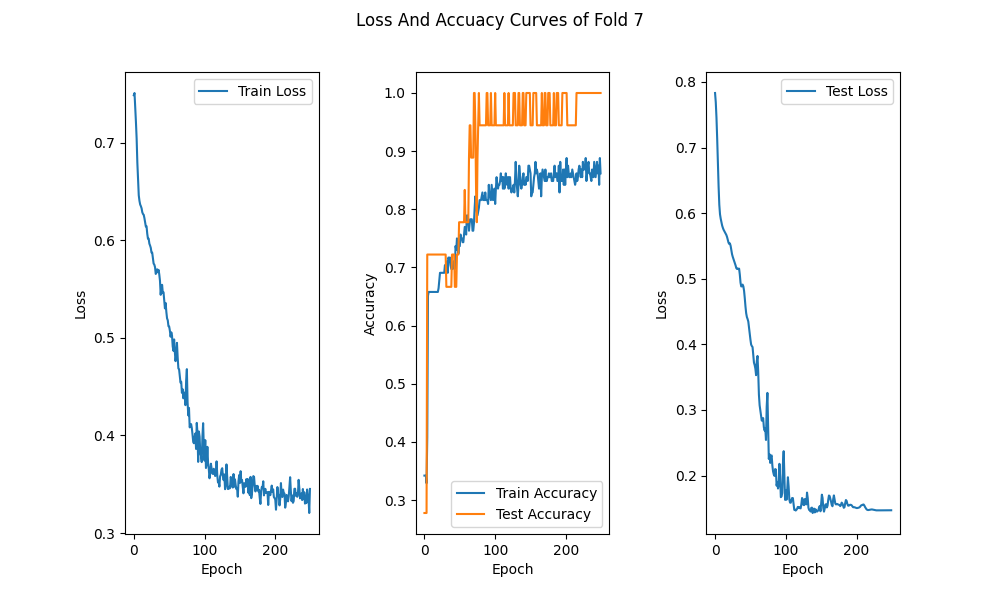 Loss And Accuacy Curves of Fold 7
Loss
0.3
0.4
0.5
0.6
0.7
Train Loss
0
100
200
Epoch
Accuracy
0.3
0.4
0.5
0.6
0.7
0.8
0.9
1.0
Train Accuracy
Test Accuracy
0
100
200
Epoch
Loss
0.2
0.3
0.4
0.5
0.6
0.7
0.8
Test Loss
0
100
200
Epoch